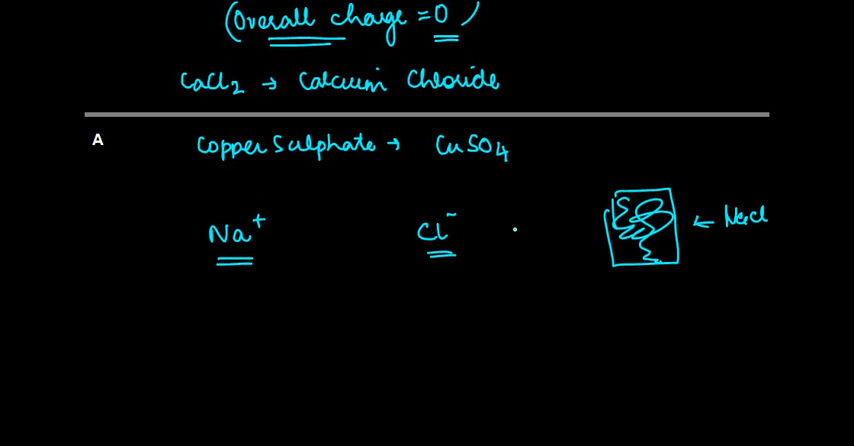 (Overall charge = 0)
CaCl2 → Calcium Chloride
A
Copper Sulphate → CuSO4
Na+ Cl- ← NaCl